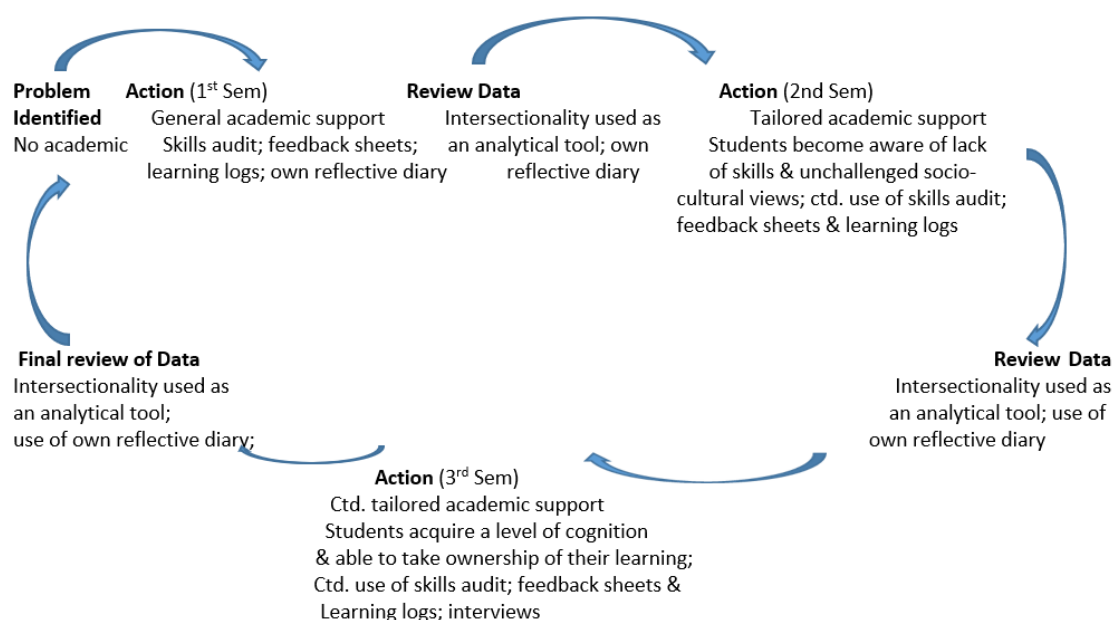 Problem
Identified
No academic
Action (1st Sem)
General academic support
Skills audit; feedback sheets;
learning logs; own reflective diary
Review Data
Intersectionality used as
an analytical tool; own
reflective diary
Action (2nd Sem)
Tailored academic support
Students become aware of lack
of skills & unchallenged socio-
cultural views; ctd. use of skills audit;
feedback sheets & learning logs
Review Data
Intersectionality used as
an analytical tool; use of
own reflective diary
Action (3rd Sem)
Ctd. tailored academic support
Students acquire a level of cognition
& able to take ownership of their learning;
Ctd. use of skills audit; feedback sheets &
Learning logs; interviews
Final review of Data
Intersectionality used as
an analytical tool;
use of own reflective diary;